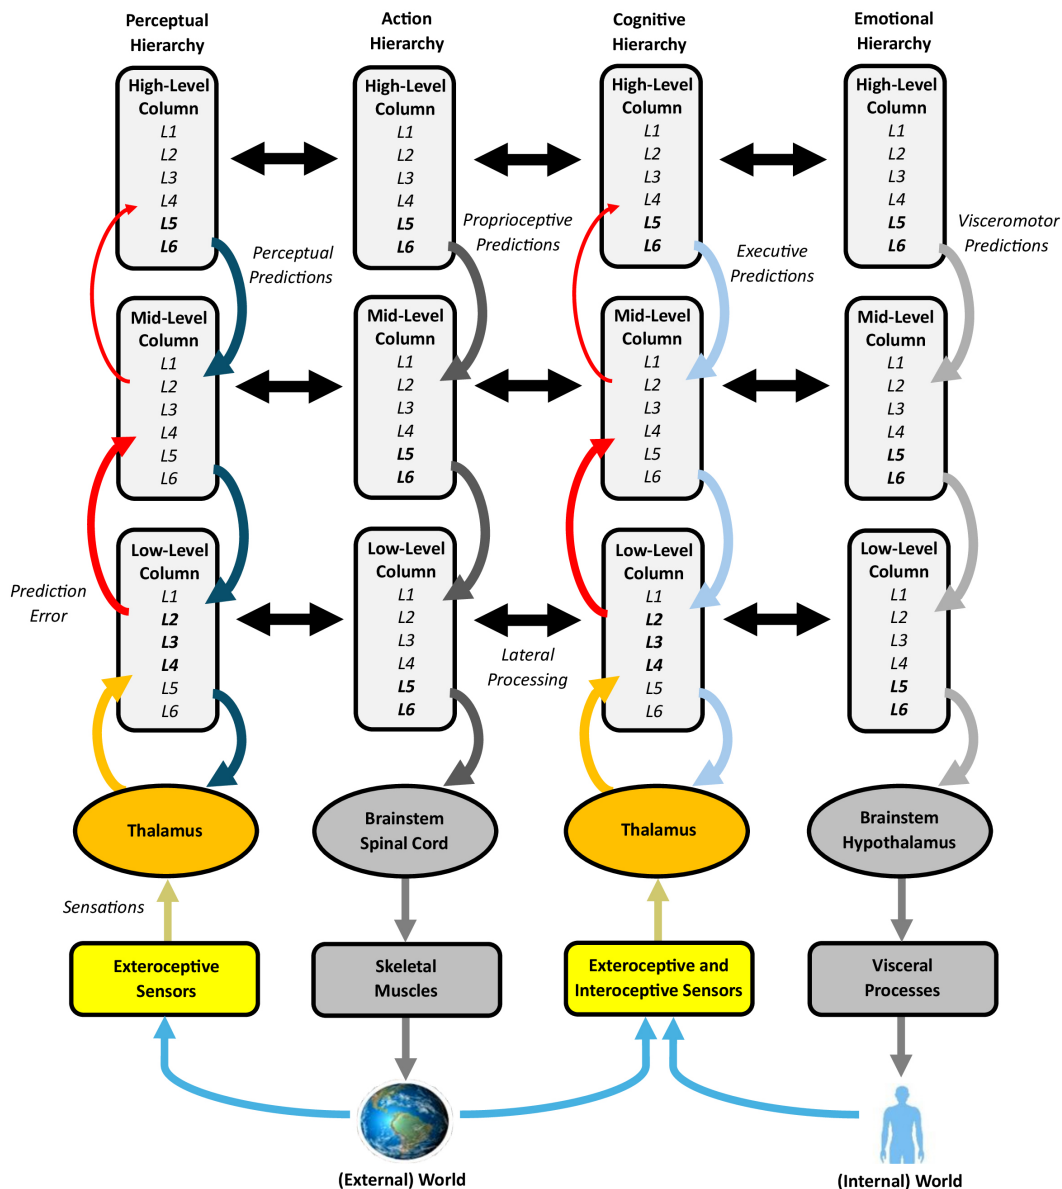 Perceptual
Hierarchy
Action
Hierarchy
Cognitive
Hierarchy
Emotional
Hierarchy
High-Level
Column
L1
L2
L3
L4
L5
L6
High-Level
Column
L1
L2
L3
L4
L5
L6
High-Level
Column
L1
L2
L3
L4
L5
L6
High-Level
Column
L1
L2
L3
L4
L5
L6
Perceptual
Predictions
Proprioceptive
Predictions
Executive
Predictions
Visceromotor
Predictions
Mid-Level
Column
L1
L2
L3
L4
L5
L6
Mid-Level
Column
L1
L2
L3
L4
L5
L6
Mid-Level
Column
L1
L2
L3
L4
L5
L6
Mid-Level
Column
L1
L2
L3
L4
L5
L6
Prediction
Error
Low-Level
Column
L1
L2
L3
L4
L5
L6
Low-Level
Column
L1
L2
L3
L4
L5
L6
Lateral
Processing
Low-Level
Column
L1
L2
L3
L4
L5
L6
Low-Level
Column
L1
L2
L3
L4
L5
L6
Thalamus
Brainstem
Spinal Cord
Thalamus
Brainstem
Hypothalamus
Sensations
Exteroceptive
Sensors
Skeletal
Muscles
Exteroceptive and
Interoceptive Sensors
Visceral
Processes
(External) World
(Internal) World